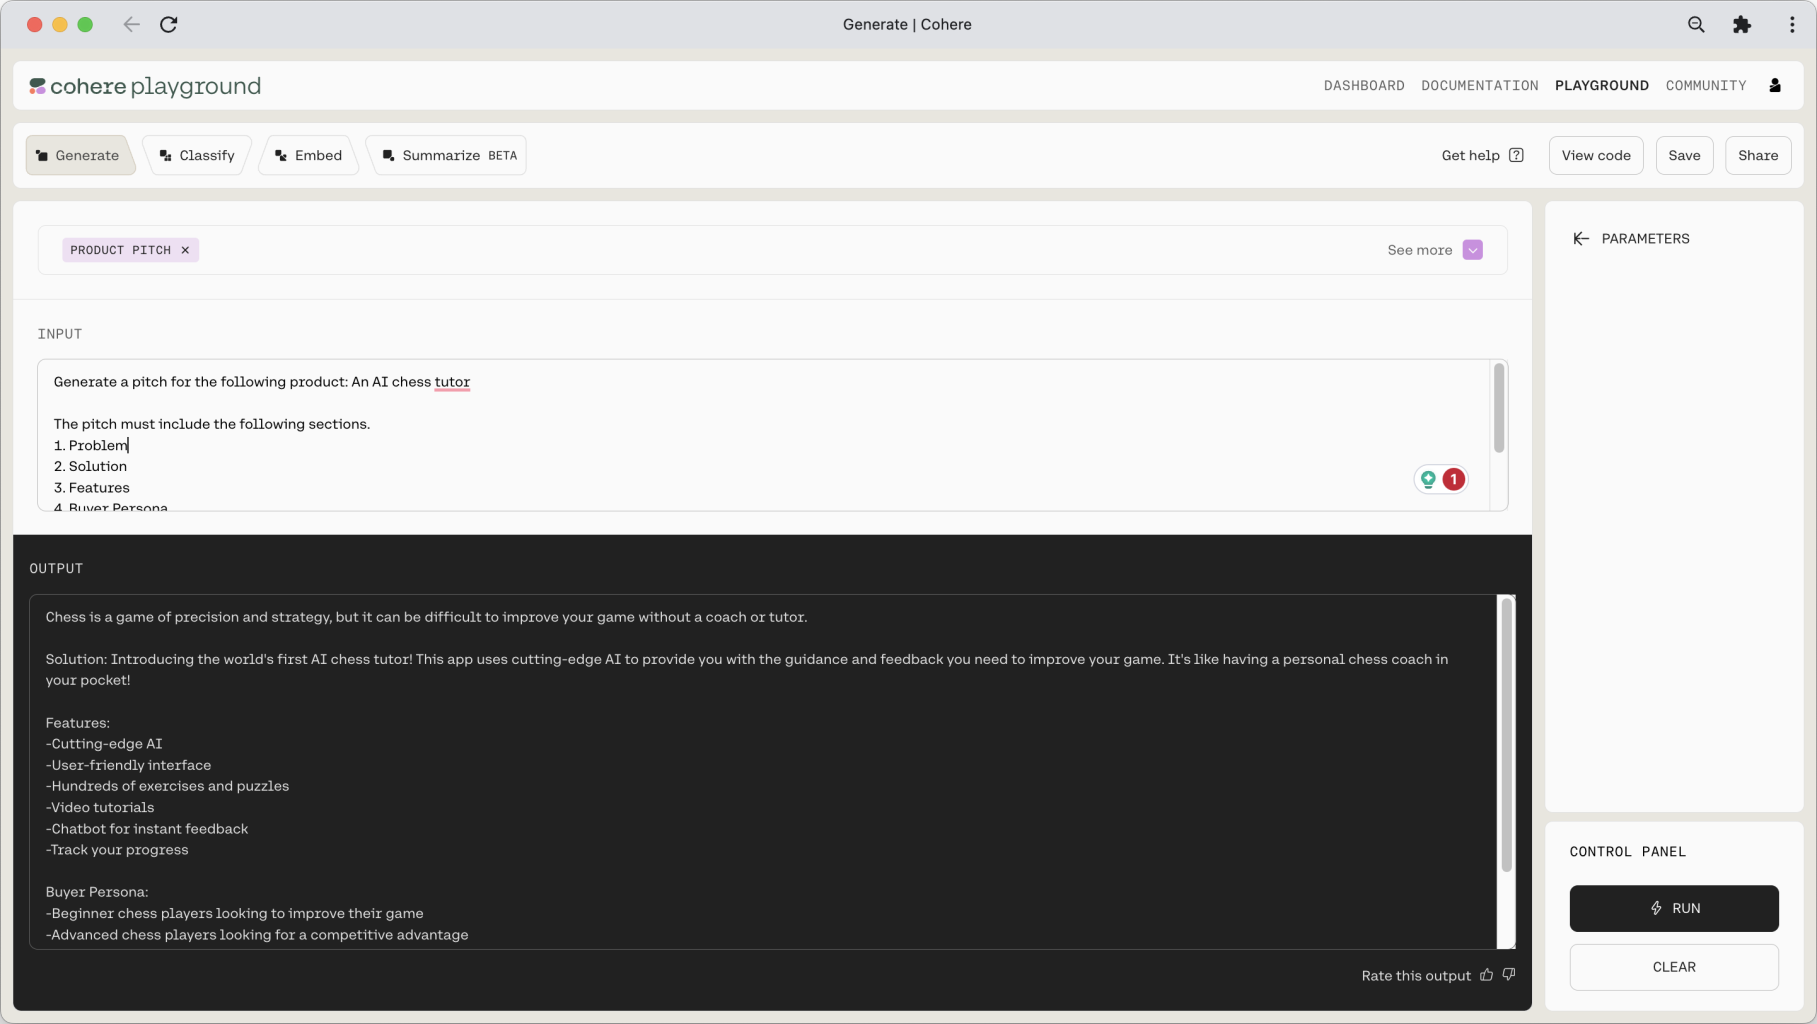 Generate | Cohere
cohere playground
DASHBOARD DOCUMENTATION PLAYGROUND COMMUNITY
Generate Classify Embed Summarize BETA
Get help ? View code Save Share
PRODUCT PITCH ×
See more
PARAMETERS
INPUT
Generate a pitch for the following product: An AI chess tutor
The pitch must include the following sections.
1. Problem
2. Solution
3. Features
4. Buyer Persona
1
OUTPUT
Chess is a game of precision and strategy, but it can be difficult to improve your game without a coach or tutor.
Solution: Introducing the world's first AI chess tutor! This app uses cutting-edge AI to provide you with the guidance and feedback you need to improve your game. It's like having a personal chess coach in
your pocket!
Features:
-Cutting-edge AI
-User-friendly interface
-Hundreds of exercises and puzzles
-Video tutorials
-Chatbot for instant feedback
-Track your progress
Buyer Persona:
-Beginner chess players looking to improve their game
-Advanced chess players looking for a competitive advantage
Rate this output
CONTROL PANEL
RUN
CLEAR